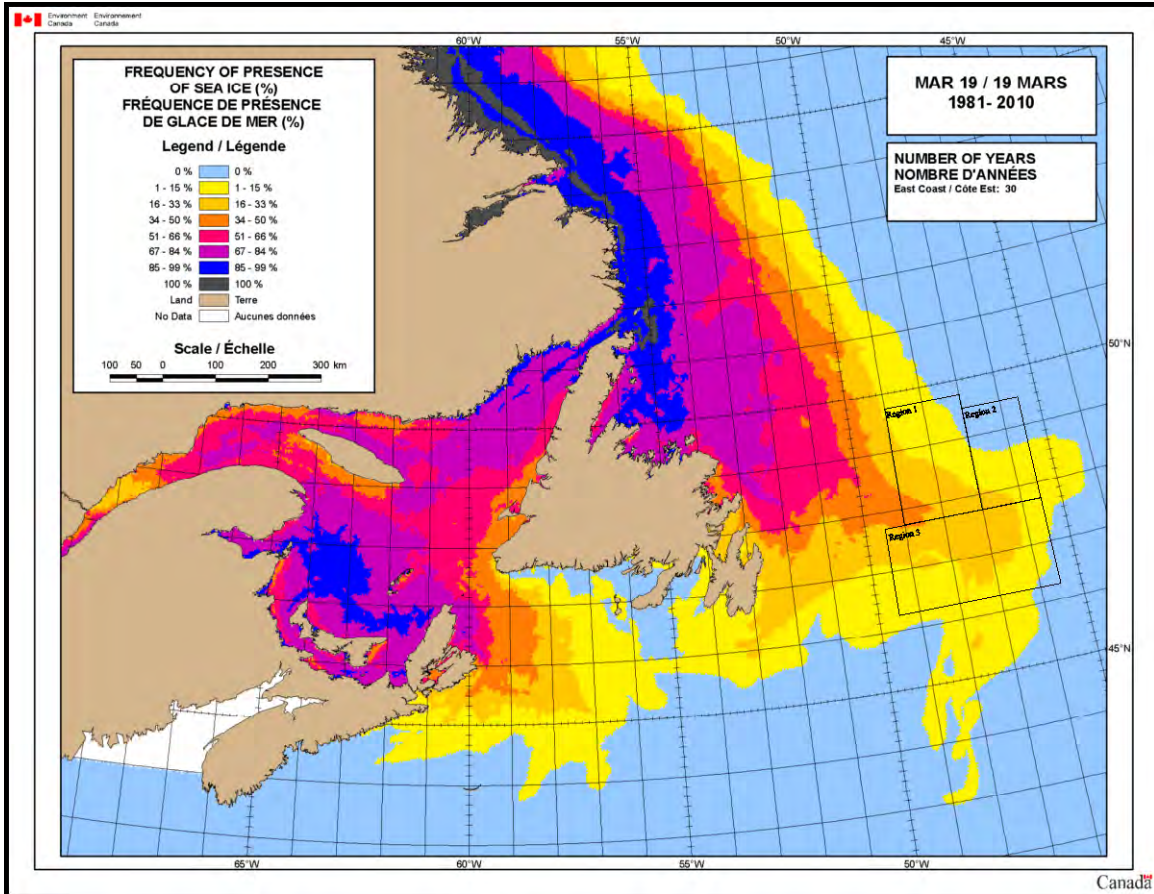 Environment Environnement
Canada Canada
60°W 55°W 50°W 45°W
FREQUENCY OF PRESENCE
OF SEA ICE (%)
FRÉQUENCE DE PRÉSENCE
DE GLACE DE MER (%)
Legend / Légende
0 % 0 %
1 - 15 % 1 - 15 %
16 - 33 % 16 - 33 %
34 - 50 % 34 - 50 %
51 - 66 % 51 - 66 %
67 - 84 % 67 - 84 %
85 - 99 % 85 - 99 %
100 % 100 %
Land Terre
No Data Aucunes données
Scale / Échelle
100 50 0 100 200 300 km
MAR 19 / 19 MARS
1981- 2010
NUMBER OF YEARS
NOMBRE D'ANNÉES
East Coast / Côte Est: 30
50°N
Region 1
Region 2
Region 3
45°N
65°W 60°W 55°W 50°W
Canada